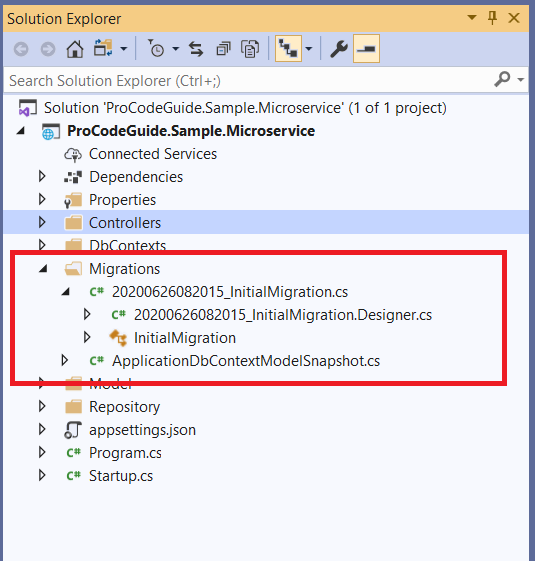 Solution Explorer
Search Solution Explorer (Ctrl+;)
Solution 'ProCodeGuide.Sample.Microservice' (1 of 1 project)
ProCodeGuide.Sample.Microservice
Connected Services
Dependencies
Properties
Controllers
DbContexts
Migrations
C# 20200626082015_InitialMigration.cs
C# 20200626082015_InitialMigration.Designer.cs
InitialMigration
C# ApplicationDbContextModelSnapshot.cs
Model
Repository
appsettings.json
C# Program.cs
C# Startup.cs